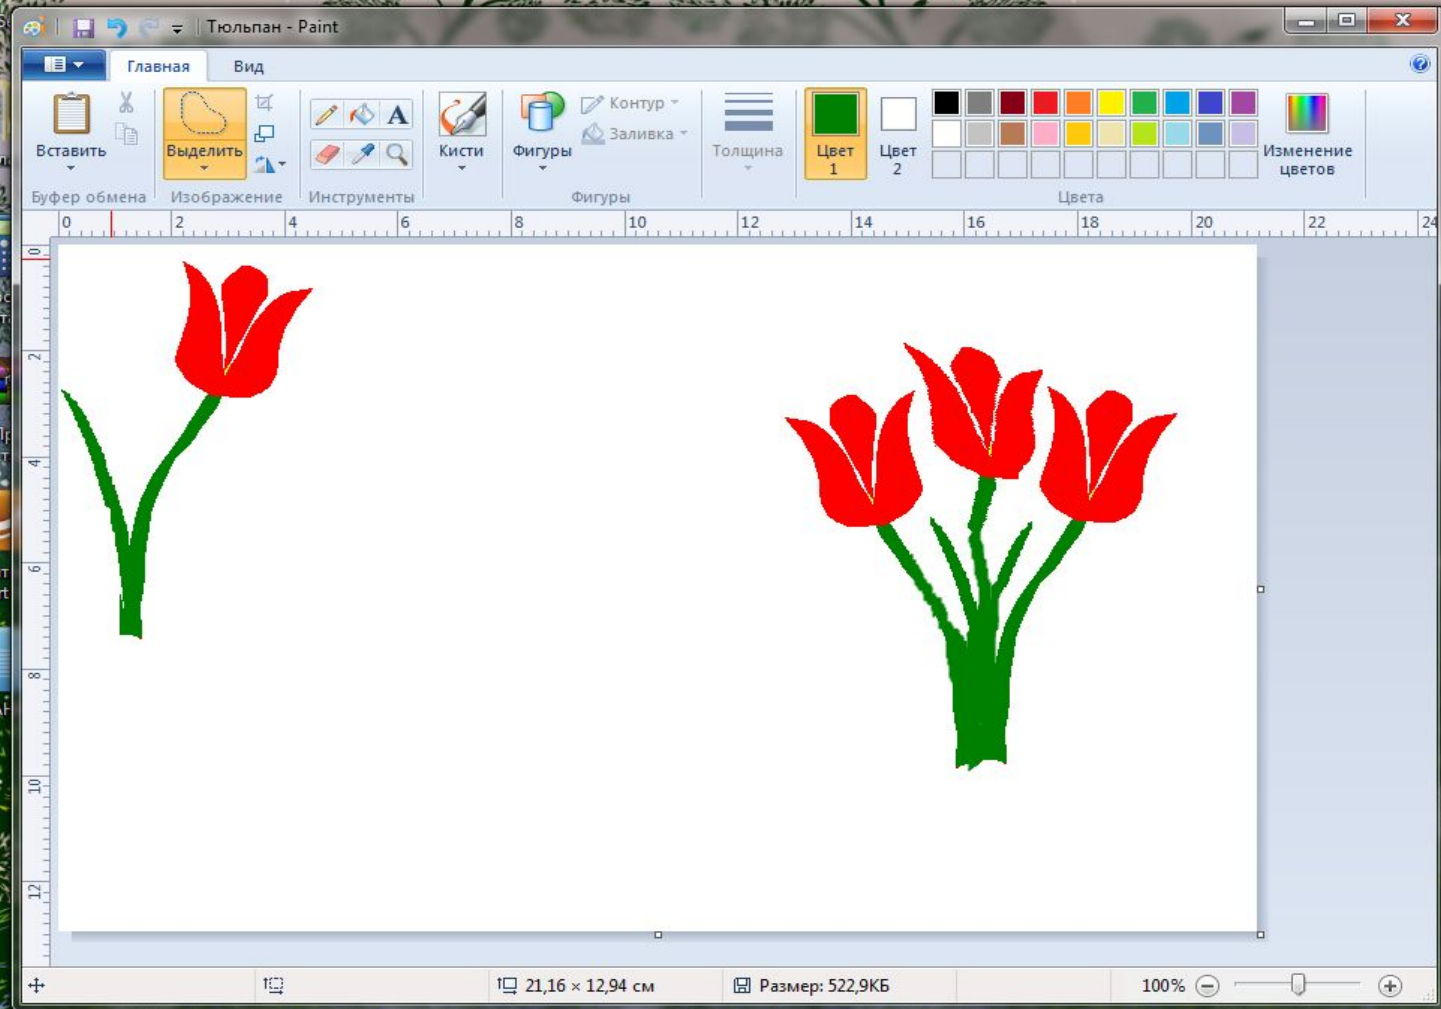 Тюльпан - Paint
Главная Вид
Вставить
Выделить
A
Кисти
Фигуры
Контур
Заливка
Толщина
Цвет 1
Цвет 2
Изменение цветов
Буфер обмена Изображение Инструменты Фигуры Цвета
0 2 4 6 8 10 12 14 16 18 20 22 24
0
2
4
6
8
10
12
21,16 × 12,94 см Размер: 522,9КБ 100%